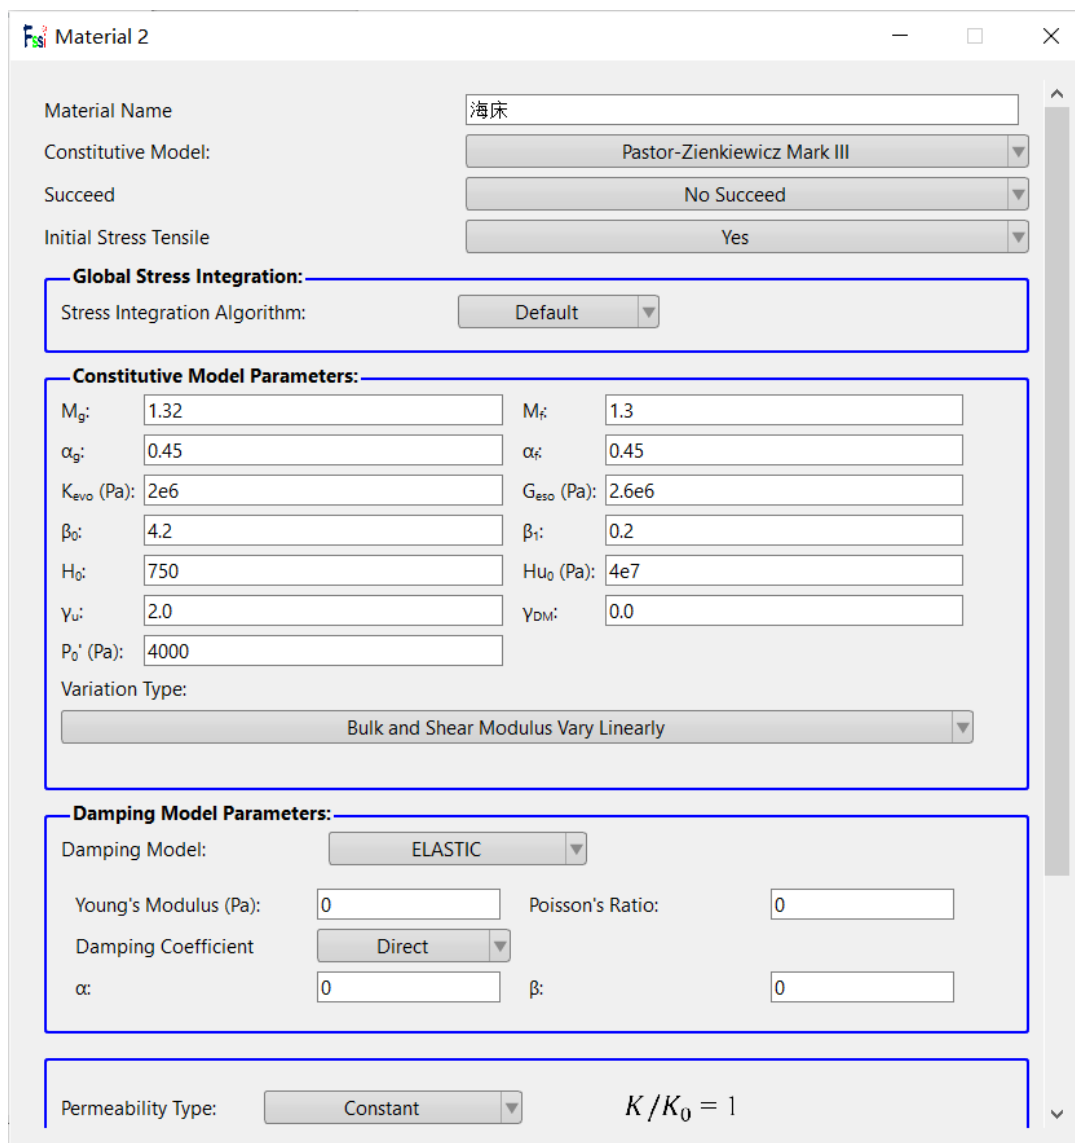 Fssi Material 2
Material Name 海床
Constitutive Model: Pastor-Zienkiewicz Mark III
Succeed No Succeed
Initial Stress Tensile Yes
Global Stress Integration:
Stress Integration Algorithm: Default
Constitutive Model Parameters:
Mg: 1.32 Mf: 1.3
αg: 0.45 αf: 0.45
Kevo (Pa): 2e6 Geso (Pa): 2.6e6
β₀: 4.2 β₁: 0.2
H₀: 750 Hu₀ (Pa): 4e7
γu: 2.0 γDM: 0.0
P₀' (Pa): 4000
Variation Type:
Bulk and Shear Modulus Vary Linearly
Damping Model Parameters:
Damping Model: ELASTIC
Young's Modulus (Pa): 0 Poisson's Ratio: 0
Damping Coefficient Direct
α: 0 β: 0
Permeability Type: Constant K/K₀ = 1